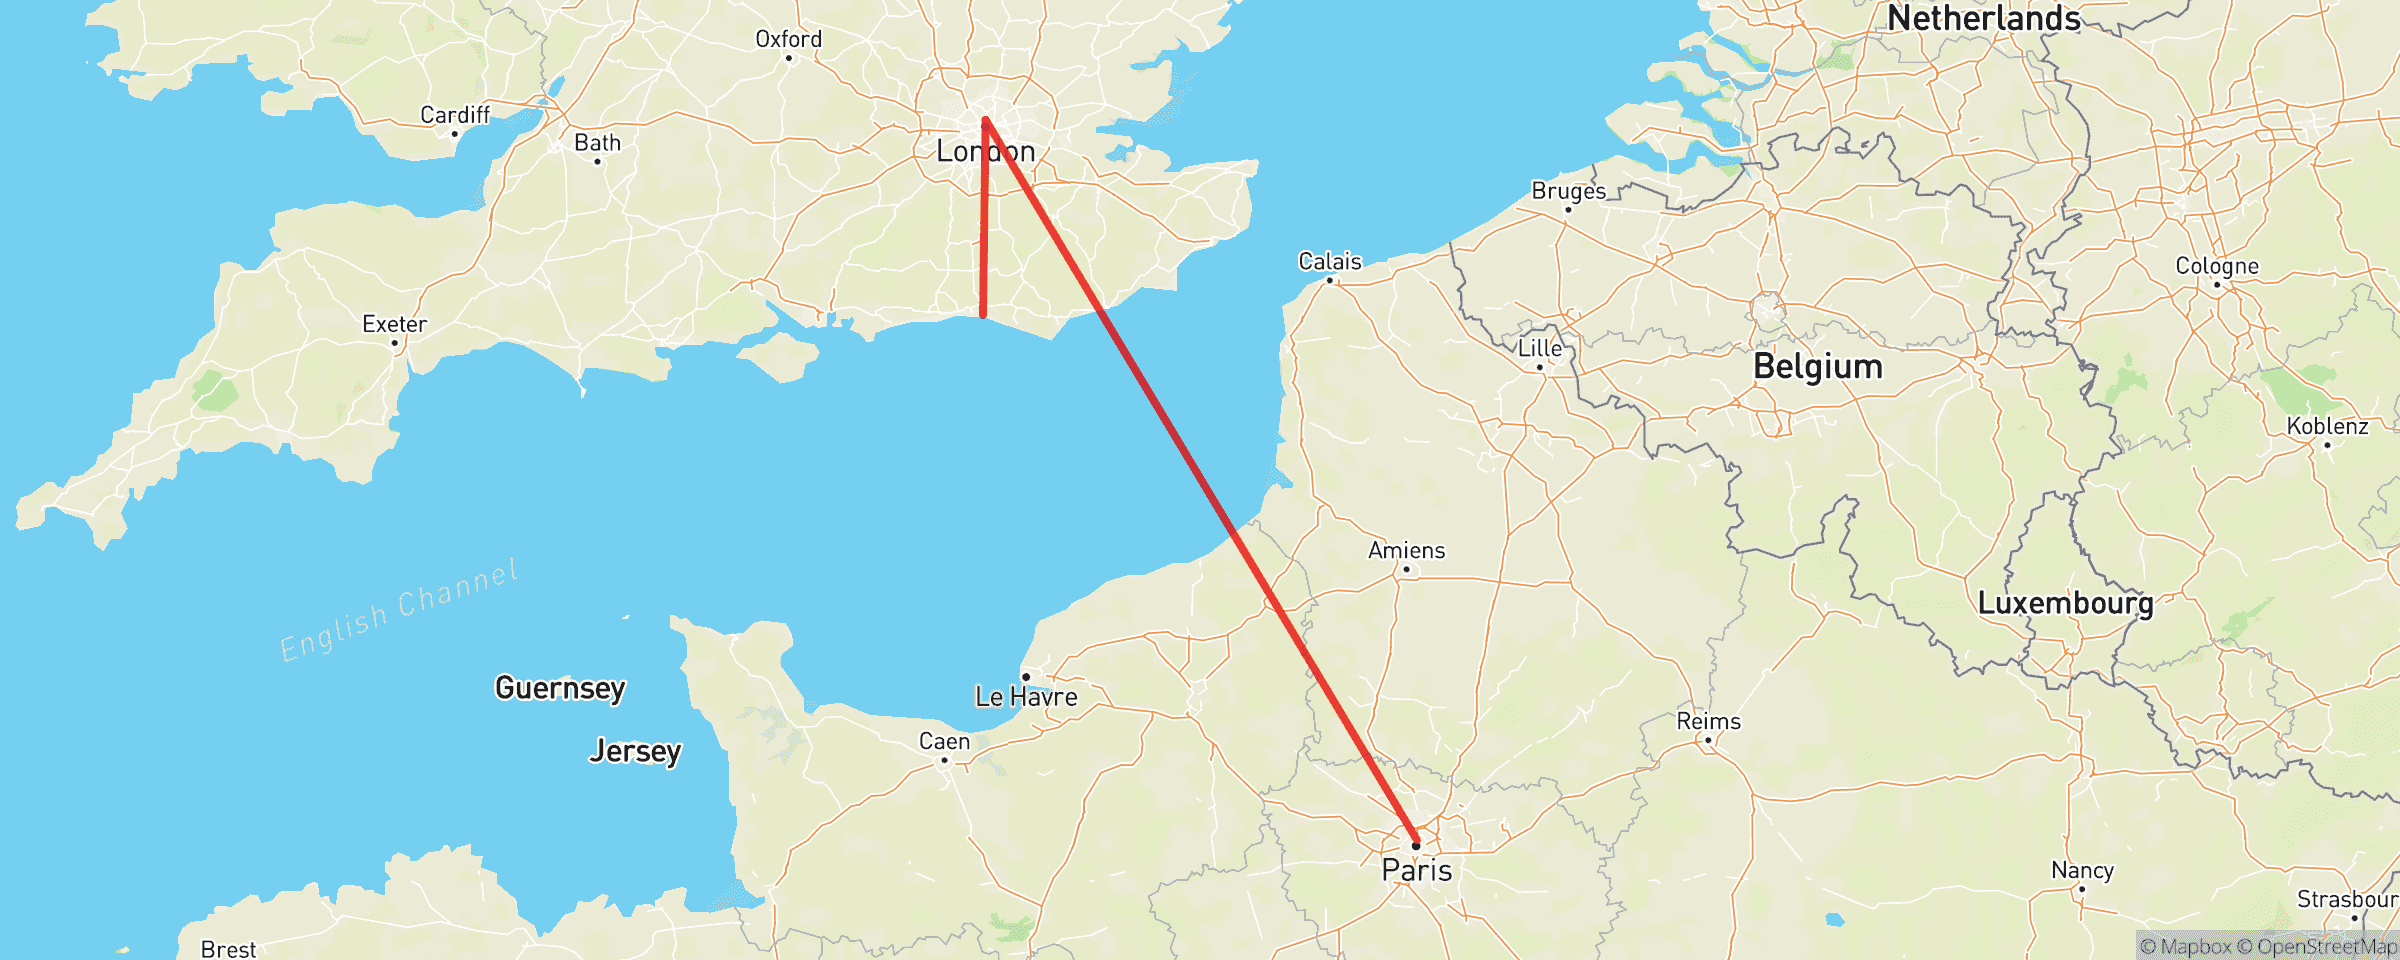 Netherlands
Oxford
Cardiff
Bath
London
Bruges
Calais
Cologne
Exeter
Lille
Belgium
Koblenz
Amiens
English Channel
Luxembourg
Guernsey
Le Havre
Reims
Jersey
Caen
Paris
Nancy
Strasbour
Brest
© Mapbox © OpenStreetMap